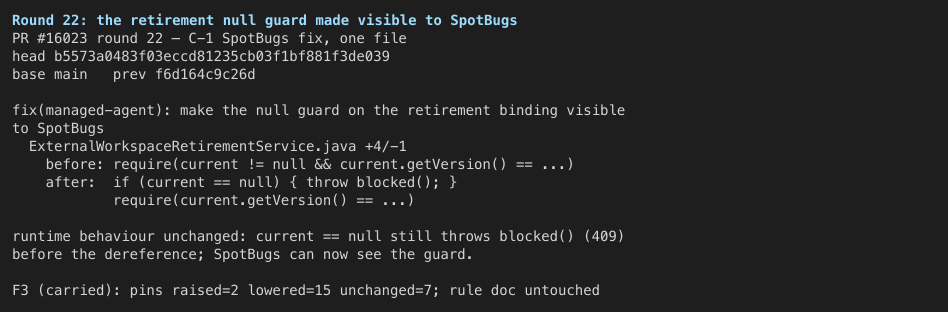 Round 22: the retirement null guard made visible to SpotBugs
PR #16023 round 22 — C-1 SpotBugs fix, one file
head b5573a0483f03eccd81235cb03f1bf881f3de039
base main   prev f6d164c9c26d
fix(managed-agent): make the null guard on the retirement binding visible
to SpotBugs
  ExternalWorkspaceRetirementService.java +4/-1
    before: require(current != null && current.getVersion() == ...)
    after:  if (current == null) { throw blocked(); }
            require(current.getVersion() == ...)
runtime behaviour unchanged: current == null still throws blocked() (409)
before the dereference; SpotBugs can now see the guard.
F3 (carried): pins raised=2 lowered=15 unchanged=7; rule doc untouched